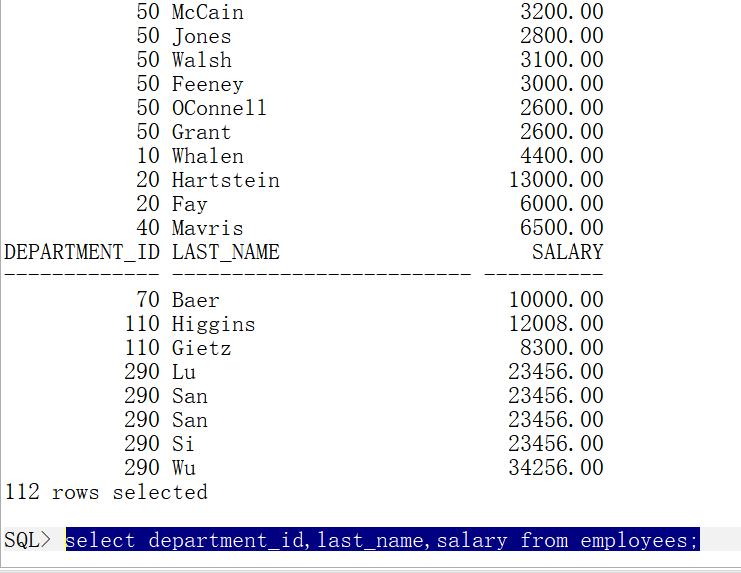 50 McCain 3200.00
50 Jones 2800.00
50 Walsh 3100.00
50 Feeney 3000.00
50 OConnell 2600.00
50 Grant 2600.00
10 Whalen 4400.00
20 Hartstein 13000.00
20 Fay 6000.00
40 Mavris 6500.00
DEPARTMENT_ID LAST_NAME SALARY
------------- ------------------------- ----------
70 Baer 10000.00
110 Higgins 12008.00
110 Gietz 8300.00
290 Lu 23456.00
290 San 23456.00
290 San 23456.00
290 Si 23456.00
290 Wu 34256.00
112 rows selected
SQL> select department_id,last_name,salary from employees;